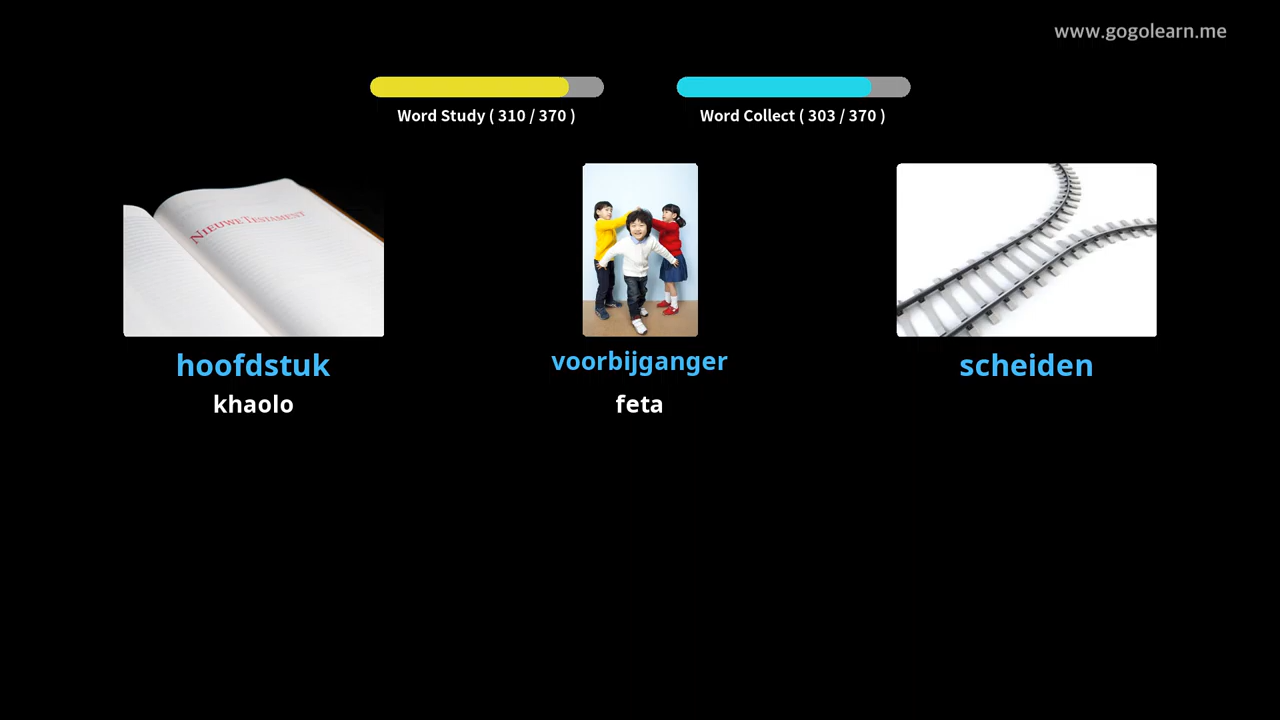 www.gogolearn.me
Word Study ( 310 / 370 )
Word Collect ( 303 / 370 )
NIEUWE TESTAMENT
hoofdstuk
voorbijganger
scheiden
khaolo
feta